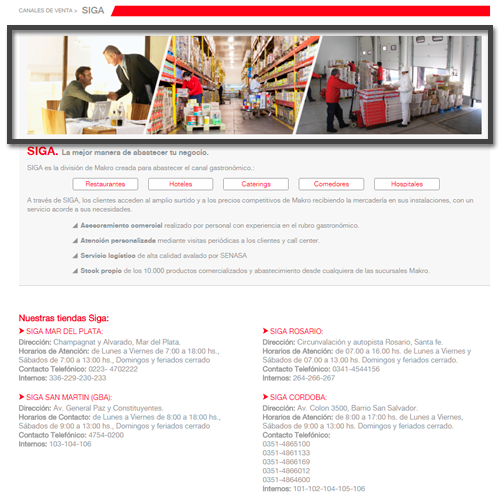 CANALES DE VENTA > SIGA
SIGA. La mejor manera de abastecer tu negocio.
SIGA es la división de Makro creada para abastecer el canal gastronómico.:
Restaurantes Hoteles Caterings Comedores Hospitales
A través de SIGA, los clientes acceden al amplio surtido y a los precios competitivos de Makro recibiendo la mercadería en sus instalaciones, con un
servicio acorde a sus necesidades.
Asesoramiento comercial realizado por personal con experiencia en el rubro gastronómico.
Atención personalizada mediante visitas periódicas a los clientes y call center.
Servicio logístico de alta calidad avalado por SENASA
Stock propio de los 10.000 productos comercializados y abastecimiento desde cualquiera de las sucursales Makro.
Nuestras tiendas Siga:
SIGA MAR DEL PLATA:
Dirección: Champagnat y Alvarado, Mar del Plata.
Horarios de Atención: de Lunes a Viernes de 7:00 a 18:00 hs.,
Sábados de 7:00 a 13:00 hs., Domingos y feriados cerrado
Contacto Telefónico: 0223- 4702222
Internos: 336-229-230-233
SIGA ROSARIO:
Dirección: Circunvalación y autopista Rosario, Santa fe.
Horarios de Atención: de 07.00 a 16.00 hs. de Lunes a Viernes y
Sábados de 07.00 a 13.00 hs. Domingos y feriados cerrado.
Contacto Telefónico: 0341-4544156
Internos: 264-266-267
SIGA SAN MARTIN (GBA):
Dirección: Av. General Paz y Constituyentes.
Horarios de Contacto: de Lunes a Viernes de 8:00 a 18:00 hs.,
Sábados de 9:00 a 13:00 hs., Domingos y feriados cerrado
Contacto Telefónico: 4754-0200
Internos: 103-104-106
SIGA CORDOBA:
Dirección: Av. Colon 3500, Barrio San Salvador.
Horarios de Atención: de 8:00 a 17:00 hs. de Lunes a Viernes,
Sábados de 9:00 a 13:00 hs. Domingos y feriados cerrado.
Contacto Telefónico:
0351-4865100
0351-4861133
0351-4866169
0351-4866012
0351-4864600
Internos: 101-102-104-105-106